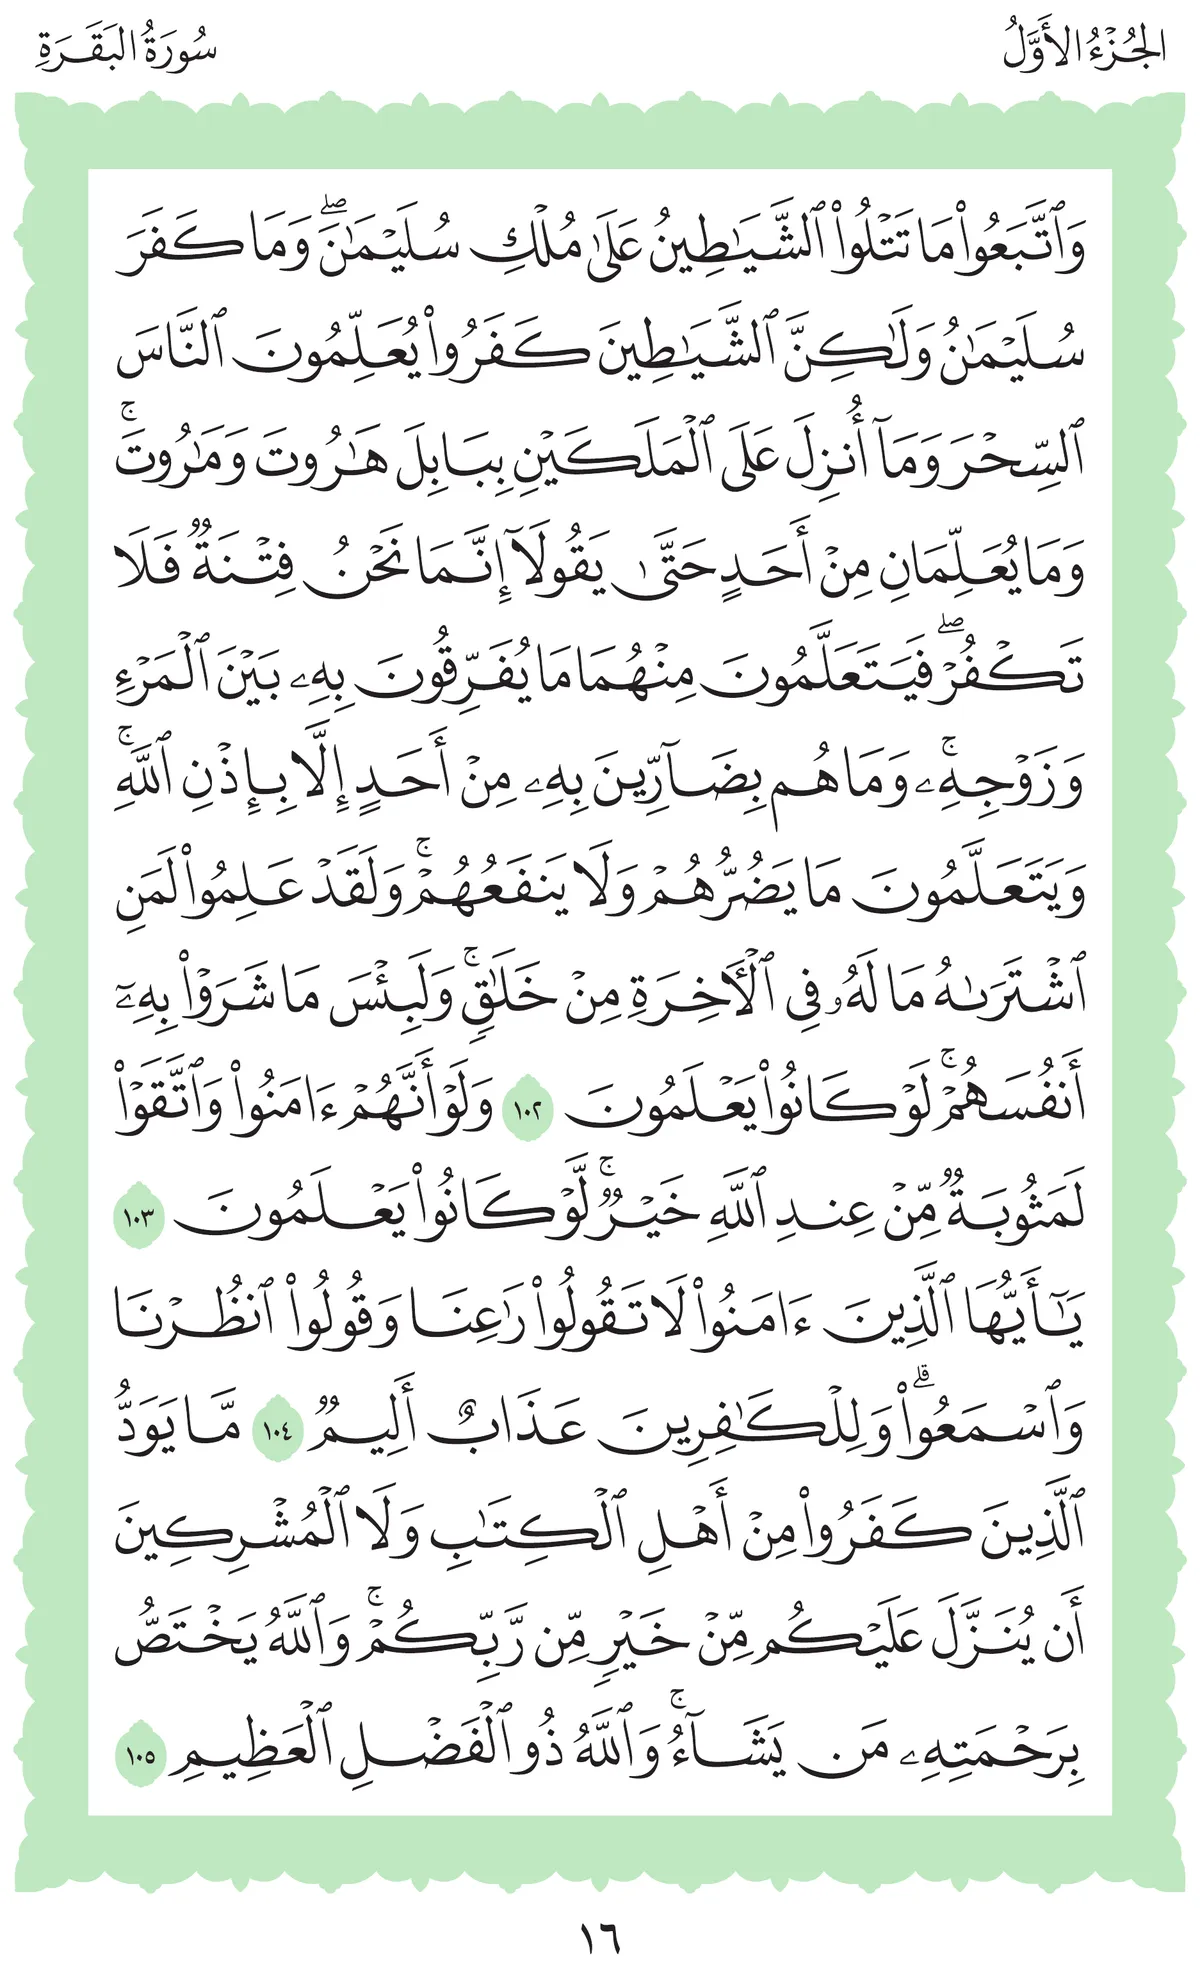 الجُزْءُ الأَوَّلُ
سُورَةُ البَقَرَةِ
وَٱتَّبَعُوا۟ مَا تَتْلُوا۟ ٱلشَّيَـٰطِينُ عَلَىٰ مُلْكِ سُلَيْمَـٰنَۖ وَمَا كَفَرَ
سُلَيْمَـٰنُ وَلَـٰكِنَّ ٱلشَّيَـٰطِينَ كَفَرُوا۟ يُعَلِّمُونَ ٱلنَّاسَ
ٱلسِّحْرَ وَمَآ أُنزِلَ عَلَى ٱلْمَلَكَيْنِ بِبَابِلَ هَـٰرُوتَ وَمَـٰرُوتَۚ
وَمَا يُعَلِّمَانِ مِنْ أَحَدٍ حَتَّىٰ يَقُولَآ إِنَّمَا نَحْنُ فِتْنَةٌ فَلَا
تَكْفُرْۖ فَيَتَعَلَّمُونَ مِنْهُمَا مَا يُفَرِّقُونَ بِهِۦ بَيْنَ ٱلْمَرْءِ
وَزَوْجِهِۦۚ وَمَا هُم بِضَآرِّينَ بِهِۦ مِنْ أَحَدٍ إِلَّا بِإِذْنِ ٱللَّهِۚ
وَيَتَعَلَّمُونَ مَا يَضُرُّهُمْ وَلَا يَنفَعُهُمْۚ وَلَقَدْ عَلِمُوا۟ لَمَنِ
ٱشْتَرَىٰهُ مَا لَهُۥ فِى ٱلْـَٔاخِرَةِ مِنْ خَلَـٰقٍۚ وَلَبِئْسَ مَا شَرَوْا۟ بِهِۦٓ
أَنفُسَهُمْۚ لَوْ كَانُوا۟ يَعْلَمُونَ ١٠٢ وَلَوْ أَنَّهُمْ ءَامَنُوا۟ وَٱتَّقَوْا۟
لَمَثُوبَةٌ مِّنْ عِندِ ٱللَّهِ خَيْرٌۚ لَّوْ كَانُوا۟ يَعْلَمُونَ ١٠٣
يَـٰٓأَيُّهَا ٱلَّذِينَ ءَامَنُوا۟ لَا تَقُولُوا۟ رَٰعِنَا وَقُولُوا۟ ٱنظُرْنَا
وَٱسْمَعُوا۟ۗ وَلِلْكَـٰفِرِينَ عَذَابٌ أَلِيمٌ ١٠٤ مَّا يَوَدُّ
ٱلَّذِينَ كَفَرُوا۟ مِنْ أَهْلِ ٱلْكِتَـٰبِ وَلَا ٱلْمُشْرِكِينَ
أَن يُنَزَّلَ عَلَيْكُم مِّنْ خَيْرٍ مِّن رَّبِّكُمْۚ وَٱللَّهُ يَخْتَصُّ
بِرَحْمَتِهِۦ مَن يَشَآءُۚ وَٱللَّهُ ذُو ٱلْفَضْلِ ٱلْعَظِيمِ ١٠٥
١٦